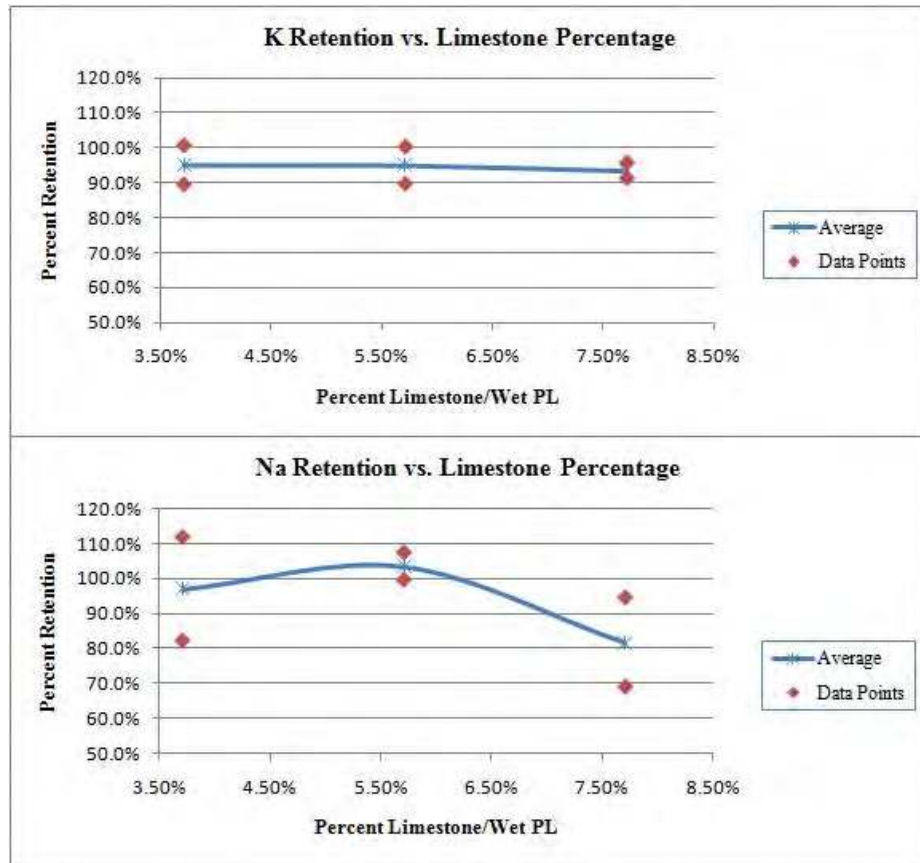 K Retention vs. Limestone Percentage
Percent Retention
120.0%
110.0%
100.0%
90.0%
80.0%
70.0%
60.0%
50.0%
3.50% 4.50% 5.50% 6.50% 7.50% 8.50%
Percent Limestone/Wet PL
Average
Data Points
Na Retention vs. Limestone Percentage
Percent Retention
120.0%
110.0%
100.0%
90.0%
80.0%
70.0%
60.0%
50.0%
3.50% 4.50% 5.50% 6.50% 7.50% 8.50%
Percent Limestone/Wet PL
Average
Data Points